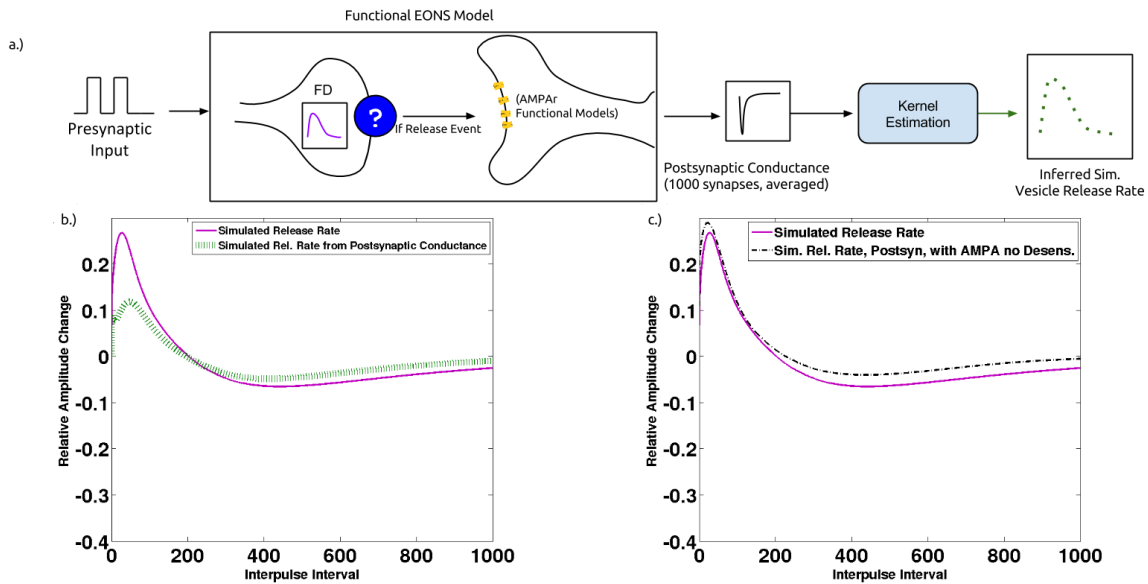 Functional EONS Model
a.)
FD
?
If Release Event
(AMPAr
Functional Models)
Presynaptic
Input
Postsynaptic Conductance
(1000 synapses, averaged)
Kernel
Estimation
Inferred Sim.
Vesicle Release Rate
b.)
Simulated Release Rate
Simulated Rel. Rate from Postsynaptic Conductance
Relative Amplitude Change
0.2
0.1
0
-0.1
-0.2
-0.3
-0.4
0
200
400
600
800
1000
Interpulse Interval
c.)
Simulated Release Rate
Sim. Rel. Rate, Postsyn, with AMPA no Desens.
Relative Amplitude Change
0.2
0.1
0
-0.1
-0.2
-0.3
-0.4
0
200
400
600
800
1000
Interpulse Interval